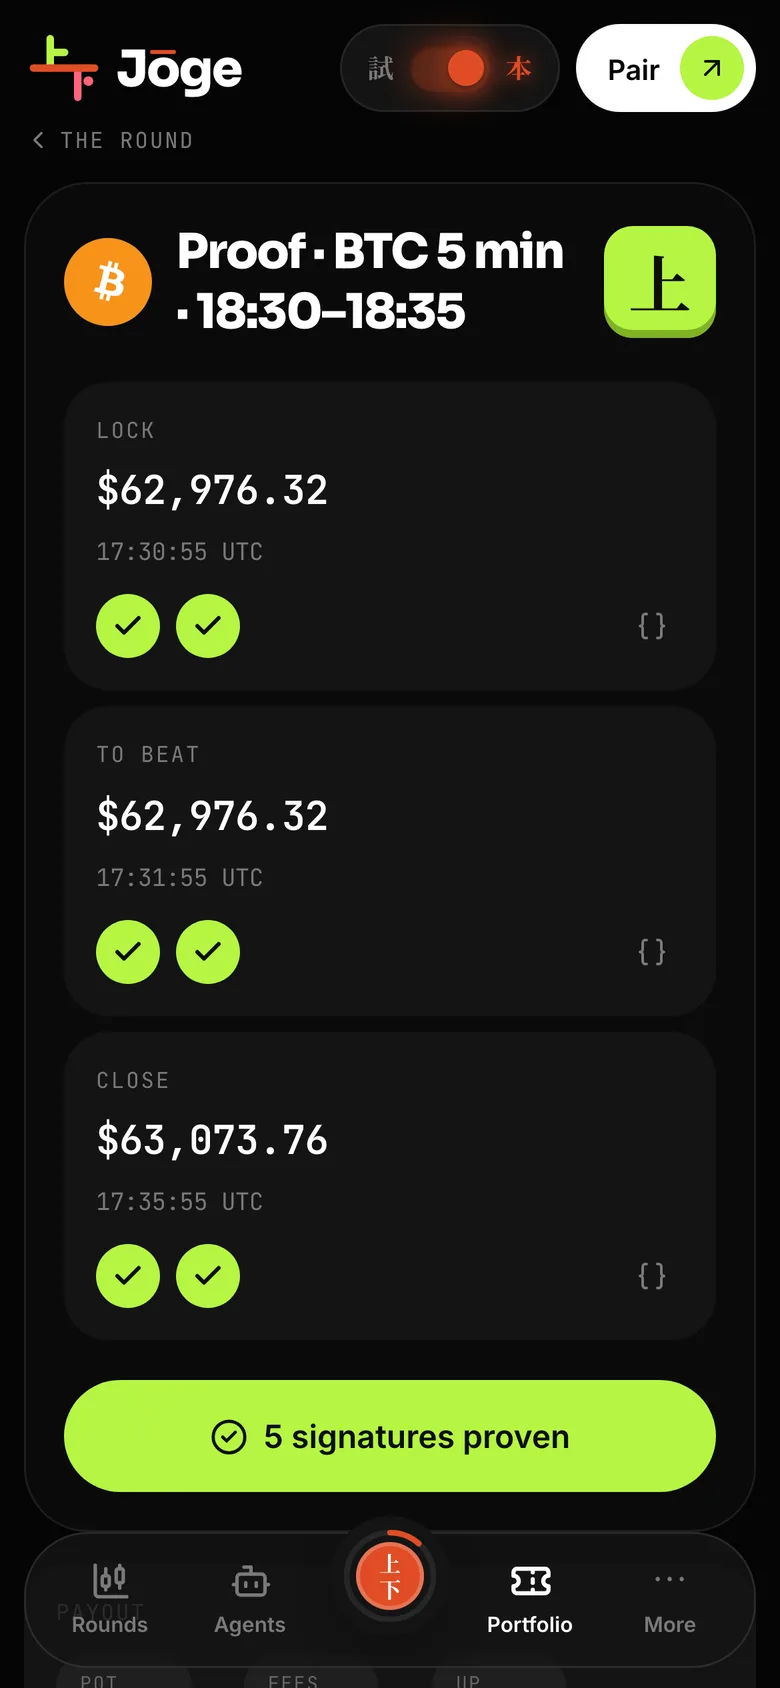 Jōge
試
本
Pair
THE ROUND
Proof · BTC 5 min
· 18:30–18:35
上
LOCK
$62,976.32
17:30:55 UTC
{}
TO BEAT
$62,976.32
17:31:55 UTC
{}
CLOSE
$63,073.76
17:35:55 UTC
{}
5 signatures proven
PAYOUT
Rounds
Agents
上
下
Portfolio
More
POT
FEES
UP